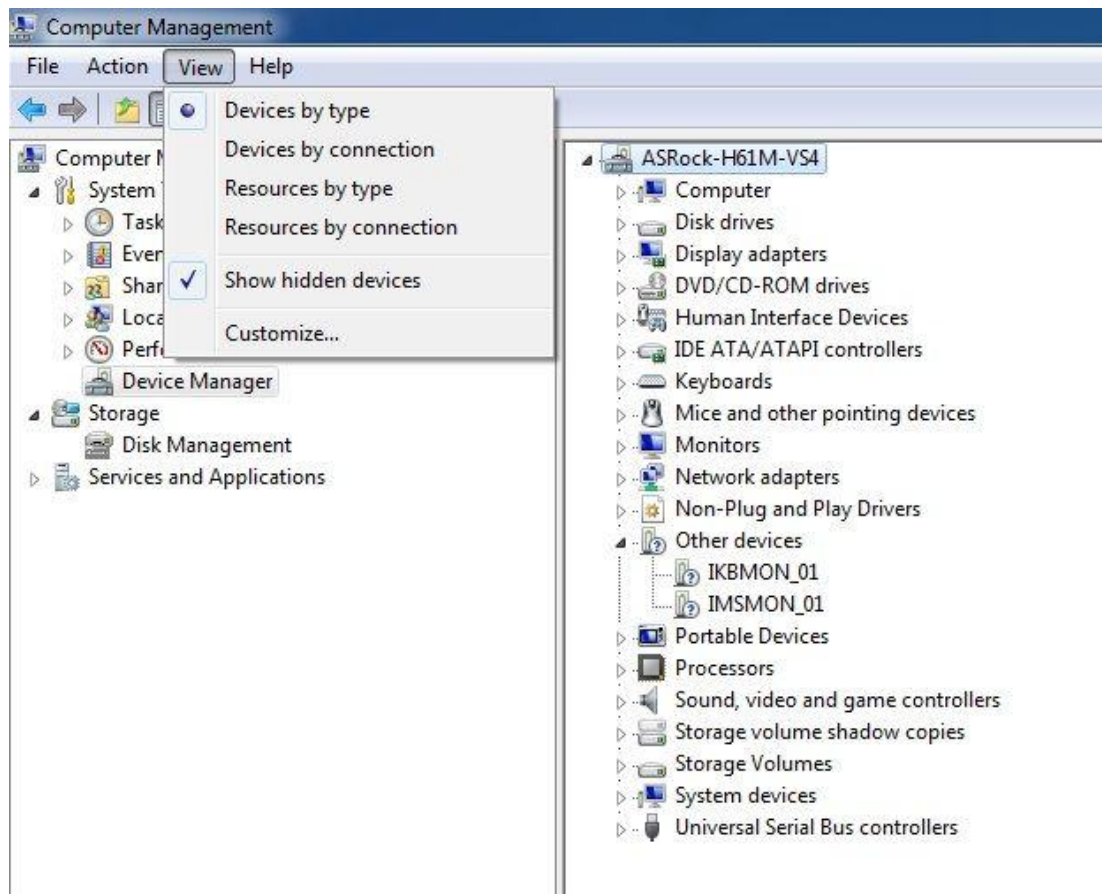 Computer Management
File Action View Help
Devices by type
Devices by connection
Resources by type
Resources by connection
Show hidden devices
Customize...
Computer M
System
Task
Even
Shar
Loca
Perf
Device Manager
Storage
Disk Management
Services and Applications
ASRock-H61M-VS4
Computer
Disk drives
Display adapters
DVD/CD-ROM drives
Human Interface Devices
IDE ATA/ATAPI controllers
Keyboards
Mice and other pointing devices
Monitors
Network adapters
Non-Plug and Play Drivers
Other devices
IKBMON_01
IMSMON_01
Portable Devices
Processors
Sound, video and game controllers
Storage volume shadow copies
Storage Volumes
System devices
Universal Serial Bus controllers